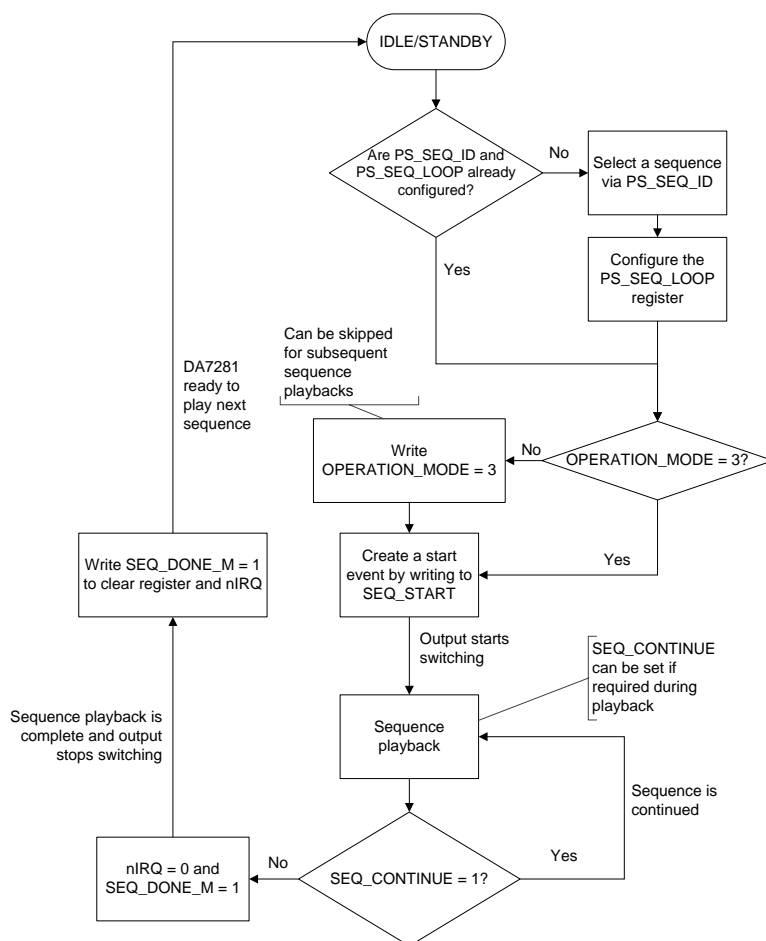 IDLE/STANDBY
Are PS_SEQ_ID and
PS_SEQ_LOOP already
configured?
No
Select a sequence
via PS_SEQ_ID
Yes
Configure the
PS_SEQ_LOOP
register
Can be skipped
for subsequent
sequence
playbacks
DA7281
ready to
play next
sequence
Write
OPERATION_MODE = 3
No
OPERATION_MODE = 3?
Write SEQ_DONE_M = 1
to clear register and nIRQ
Create a start
event by writing to
SEQ_START
Yes
Output starts
switching
SEQ_CONTINUE
can be set if
required during
playback
Sequence playback is
complete and output
stops switching
Sequence
playback
Sequence is
continued
nIRQ = 0 and
SEQ_DONE_M = 1
No
SEQ_CONTINUE = 1?
Yes